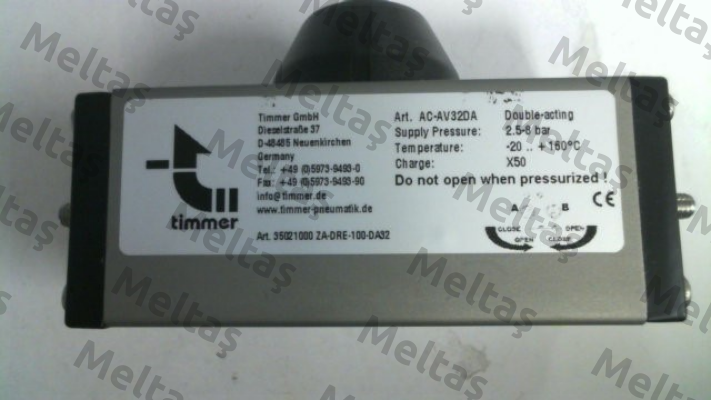 Timmer GmbH
Dieselstraße 37
D-48485 Neuenkirchen
Germany
Tel.: +49 (0)5973-9493-0
Fax: +49 (0)5973-9493-90
info@timmer.de
www.timmer-pneumatik.de
Art. 35021000 ZA-DRE-100-DA32
timmer
Art. AC-AV32DA Double-acting
Supply Pressure: 2.5-8 bar
Temperature: -20 .. +160°C
Charge: X50
Do not open when pressurized !
CE
A B
CLOSE OPEN
OPEN CLOSE
Meltaş